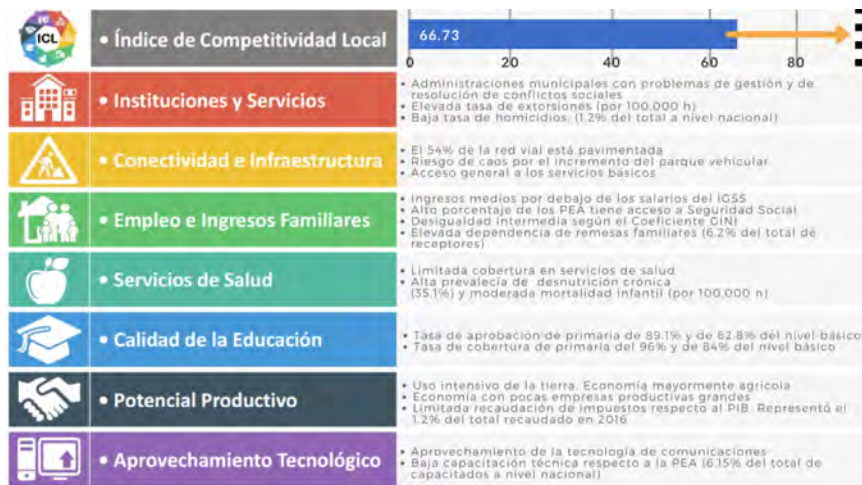 ICL
• Índice de Competitividad Local
66.73
0 20 40 60 80
• Instituciones y Servicios
• Administraciones municipales con problemas de gestión y de
resolución de conflictos sociales
• Elevada tasa de extorsiones (por 100,000 h)
• Baja tasa de homicidios. (1.2% del total a nivel nacional)
• Conectividad e Infraestructura
• El 54% de la red vial está pavimentada
• Riesgo de caos por el incremento del parque vehicular
• Acceso general a los servicios básicos
• Empleo e Ingresos Familiares
• Ingresos medios por debajo de los salarios del IGSS
• Alto porcentaje de los PEA tiene acceso a Seguridad Social
• Desigualdad intermedia según el Coeficiente GINI
• Elevada dependencia de remesas familiares (6.2% del total de
receptores)
• Servicios de Salud
• Limitada cobertura en servicios de salud
• Alta prevalecía de desnutrición crónica
(35.1%) y moderada mortalidad infantil (por 100,000 n)
• Calidad de la Educación
• Tasa de aprobación de primaria de 89.1% y de 62.8% del nivel básico
• Tasa de cobertura de primaria del 96% y de 84% del nivel básico
• Potencial Productivo
• Uso intensivo de la tierra. Economía mayormente agrícola
• Economía con pocas empresas productivas grandes
• Limitada recaudación de impuestos respecto al PIB. Representó el
1.2% del total recaudado en 2016
• Aprovechamiento Tecnológico
• Aprovechamiento de la tecnología de comunicaciones
• Baja capacitación técnica respecto a la PEA (6.15% del total de
capacitados a nivel nacional)